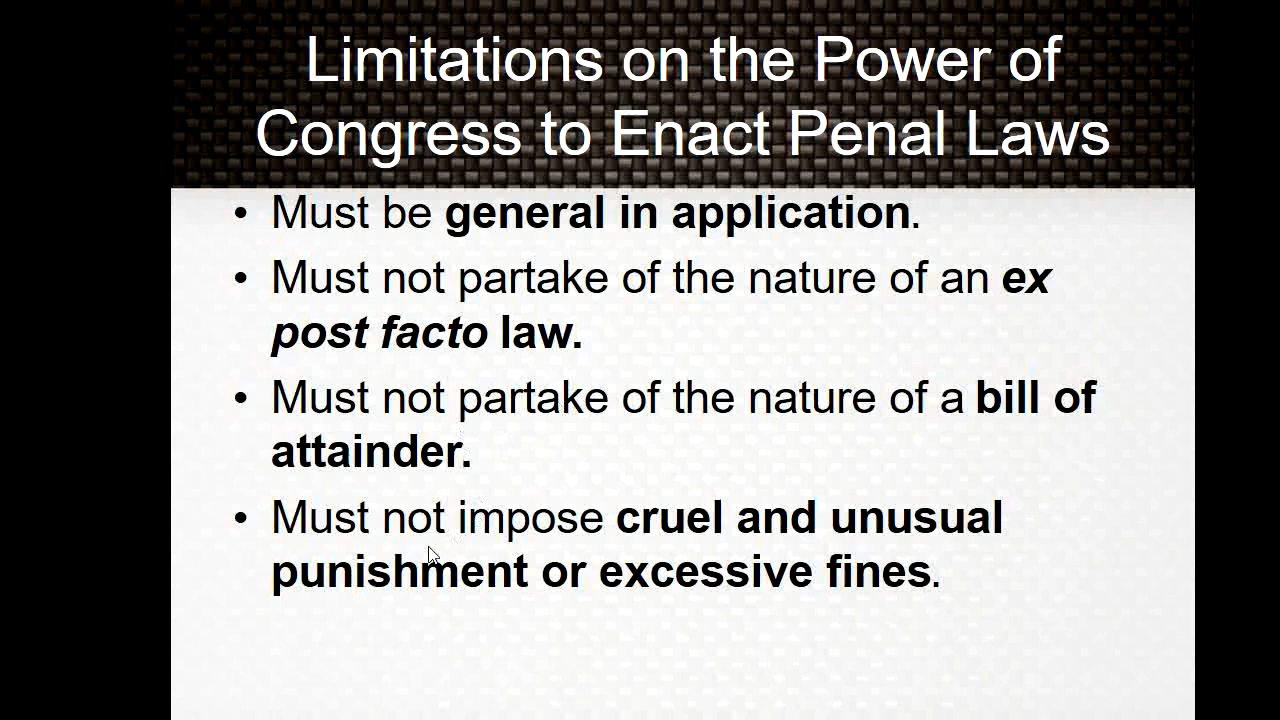 Limitations on the Power of
Congress to Enact Penal Laws
• Must be general in application.
• Must not partake of the nature of an ex
post facto law.
• Must not partake of the nature of a bill of
attainder.
• Must not impose cruel and unusual
punishment or excessive fines.